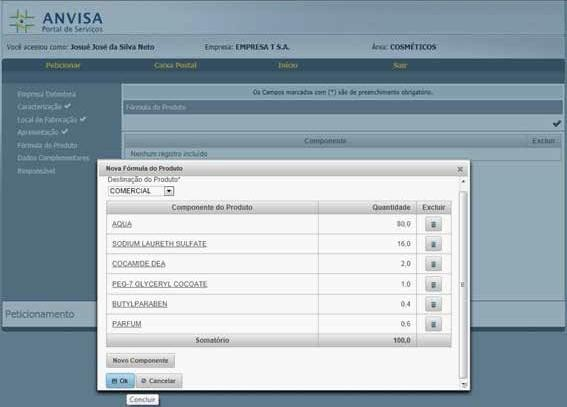 ANVISA
Portal de Serviços
Você acessou como: Josué José da Silva Neto Empresa: EMPRESA T S.A. Área: COSMÉTICOS
Peticionar Caixa Postal Início Sair
Empresa Detentora
Caracterização
Local de Fabricação
Apresentação
Fórmula do Produto
Dados Complementares
Responsável
Os Campos marcados com (*) são de preenchimento obrigatório.
Fórmula do Produto
Componente Excluir
Nenhum registro incluído
Nova Fórmula do Produto
Destinação do Produto*
COMERCIAL
Componente do Produto Quantidade Excluir
AQUA 80,0
SODIUM LAURETH SULFATE 16,0
COCAMIDE DEA 2,0
PEG-7 GLYCERYL COCOATE 1,0
BUTYLPARABEN 0,4
PARFUM 0,6
Somatório 100,0
Novo Componente
Ok Cancelar
Concluir
Peticionamento